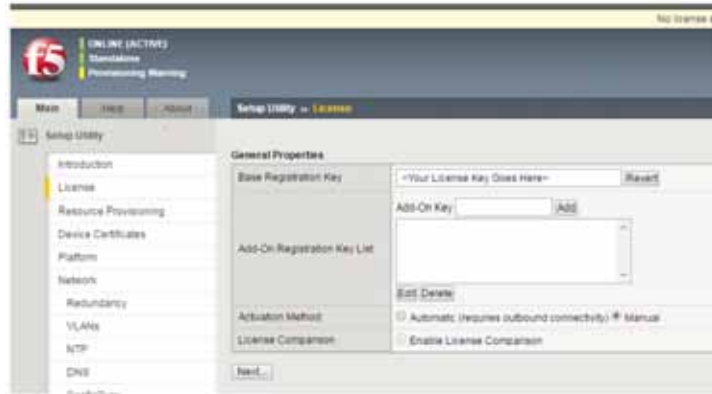 No license
f5
ONLINE (ACTIVE)
Standalone
Provisioning Warning
Main Help About
Setup Utility » License
Setup Utility
Introduction
License
Resource Provisioning
Device Certificates
Platform
Network
Redundancy
VLANs
NTP
DNS
ConfigSync
General Properties
Base Registration Key <Your License Key Goes Here> Revert
Add-On Key Add
Add-On Registration Key List
Edit Delete
Activation Method Automatic (requires outbound connectivity) Manual
License Comparison Enable License Comparison
Next...